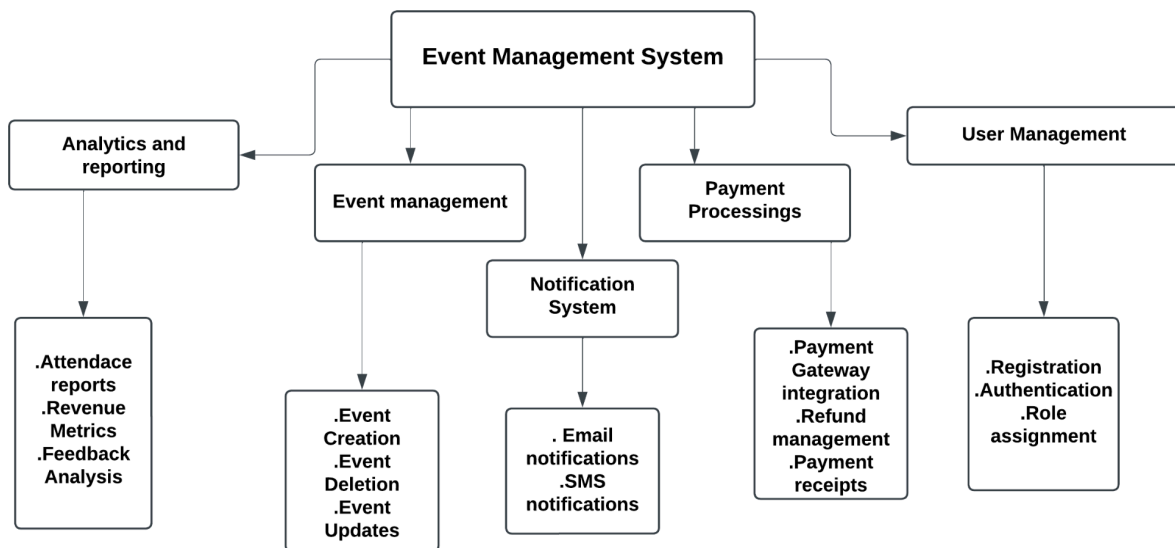 Event Management System
Analytics and
reporting
User Management
Event management
Payment
Processings
Notification
System
.Attendace
reports
.Revenue
Metrics
.Feedback
Analysis
.Event
Creation
.Event
Deletion
.Event
Updates
. Email
notifications
.SMS
notifications
.Payment
Gateway
integration
.Refund
management
.Payment
receipts
.Registration
.Authentication
.Role
assignment